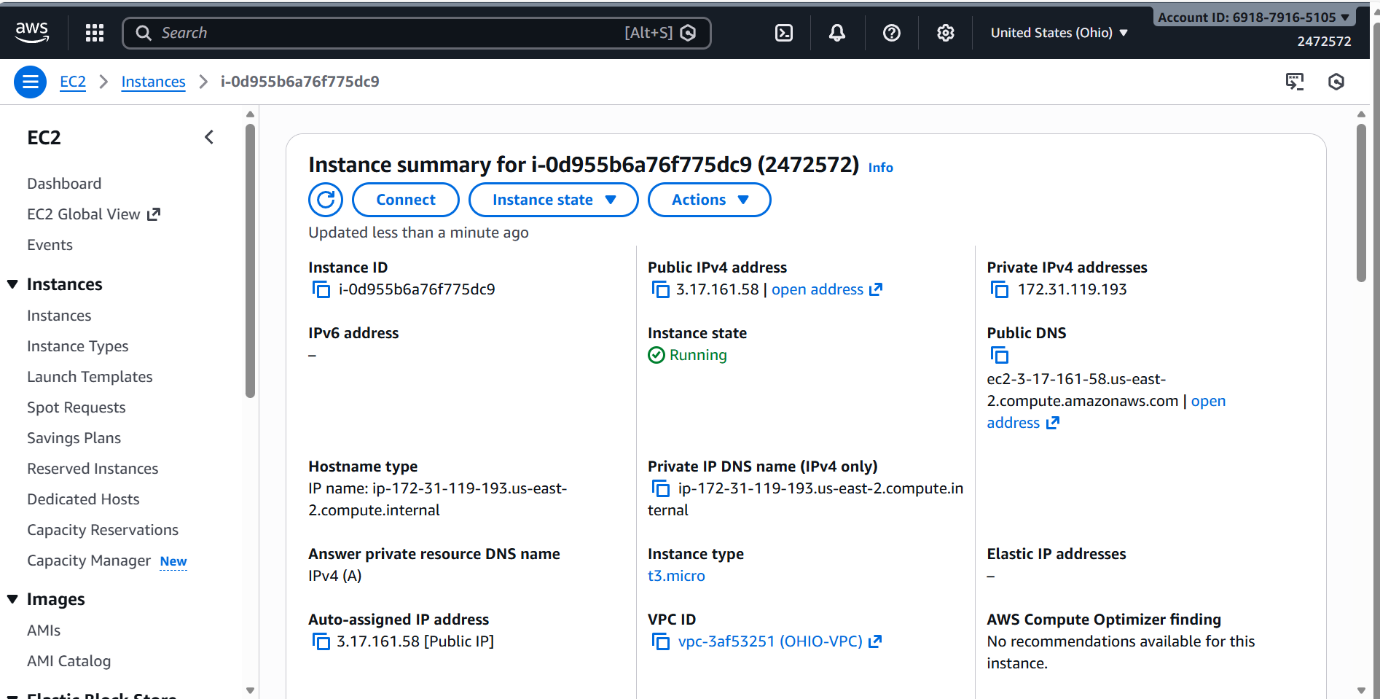 aws
Search
[Alt+S]
United States (Ohio)
Account ID: 6918-7916-5105
2472572
EC2
Instances
i-0d955b6a76f775dc9
EC2
Dashboard
EC2 Global View
Events
Instances
Instances
Instance Types
Launch Templates
Spot Requests
Savings Plans
Reserved Instances
Dedicated Hosts
Capacity Reservations
Capacity Manager New
Images
AMIs
AMI Catalog
Elastic Block Store
Instance summary for i-0d955b6a76f775dc9 (2472572) Info
Connect
Instance state
Actions
Updated less than a minute ago
Instance ID
i-0d955b6a76f775dc9
Public IPv4 address
3.17.161.58 | open address
Private IPv4 addresses
172.31.119.193
IPv6 address
–
Instance state
Running
Public DNS
ec2-3-17-161-58.us-east-
2.compute.amazonaws.com | open
address
Hostname type
IP name: ip-172-31-119-193.us-east-
2.compute.internal
Private IP DNS name (IPv4 only)
ip-172-31-119-193.us-east-2.compute.in
ternal
Answer private resource DNS name
IPv4 (A)
Instance type
t3.micro
Elastic IP addresses
–
Auto-assigned IP address
3.17.161.58 [Public IP]
VPC ID
vpc-3af53251 (OHIO-VPC)
AWS Compute Optimizer finding
No recommendations available for this
instance.